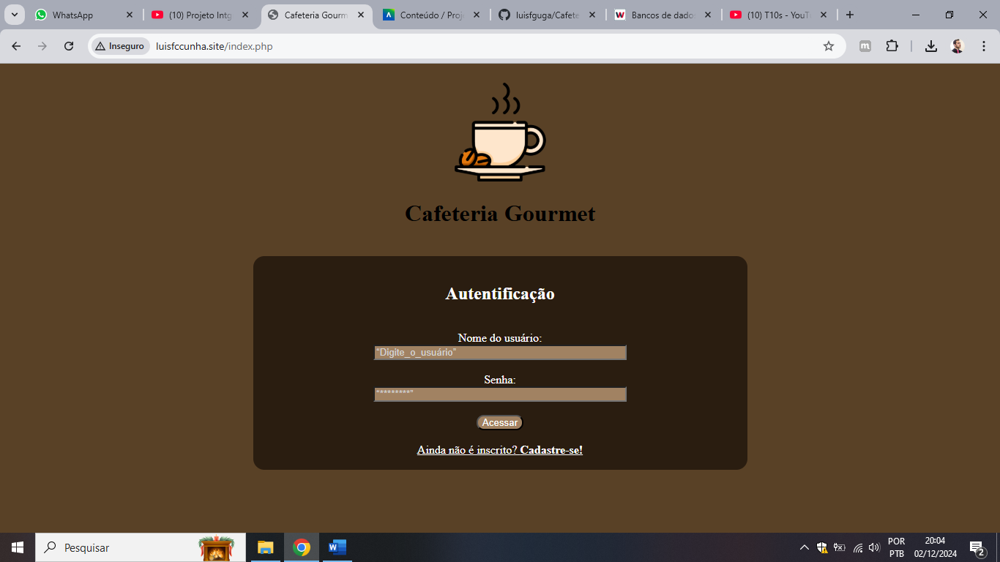 WhatsApp
(10) Projeto Intg
Cafeteria Gourm
Conteúdo / Proj
luisfguga/Cafete
Bancos de dado
(10) T10s - YouTu
Inseguro
luisfccunha.site/index.php
m
Cafeteria Gourmet
Autentificação
Nome do usuário:
“Digite_o_usuário”
Senha:
“********”
Acessar
Ainda não é inscrito? Cadastre-se!
Pesquisar
POR
PTB
20:04
02/12/2024
2